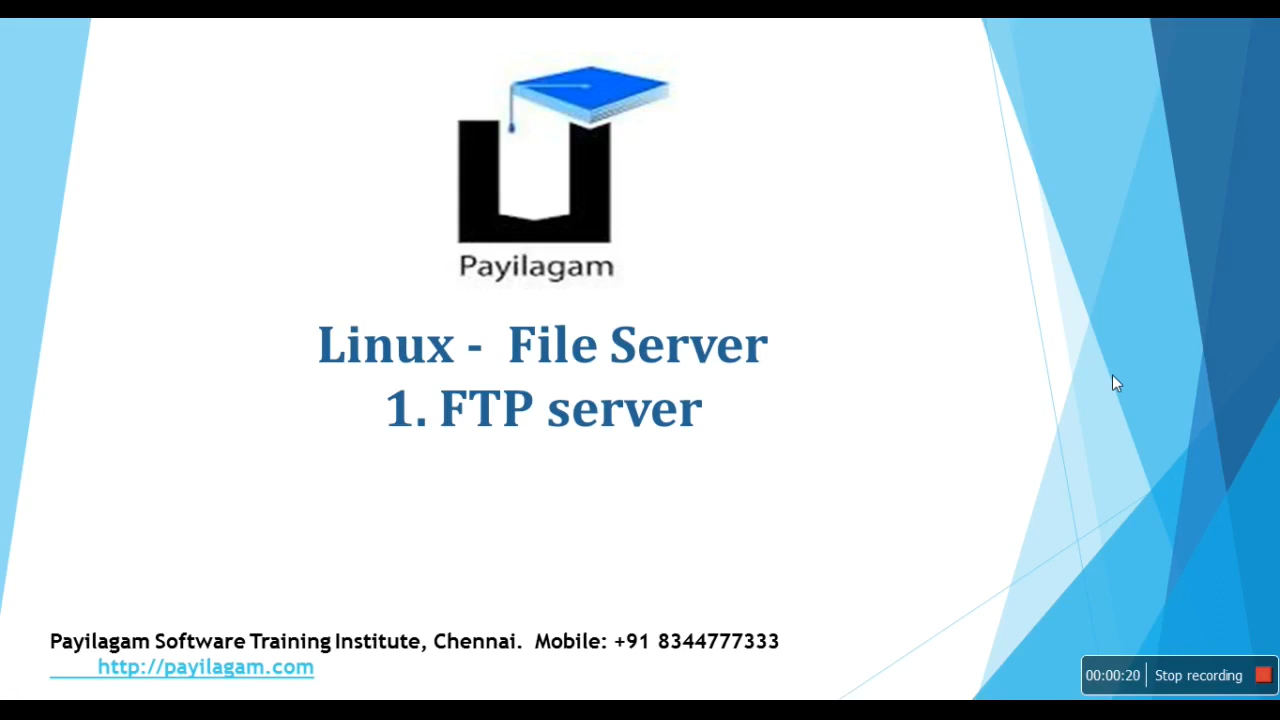 Payilagam
Linux - File Server
1. FTP server
Payilagam Software Training Institute, Chennai. Mobile: +91 8344777333
http://payilagam.com
00:00:20 Stop recording